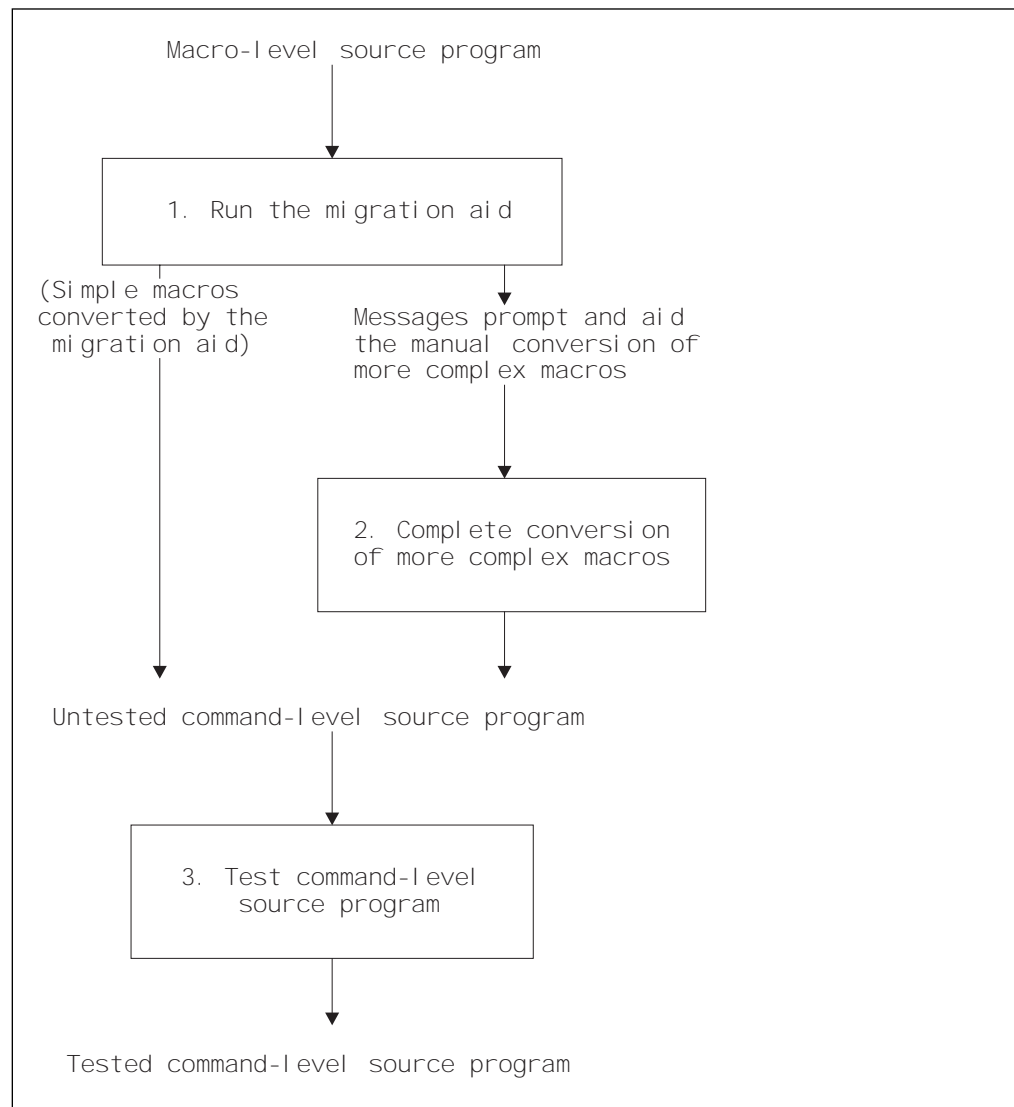 Macro-level source program
1. Run the migration aid
(Simple macros
converted by the
migration aid)
Messages prompt and aid
the manual conversion of
more complex macros
2. Complete conversion
of more complex macros
Untested command-level source program
3. Test command-level
source program
Tested command-level source program